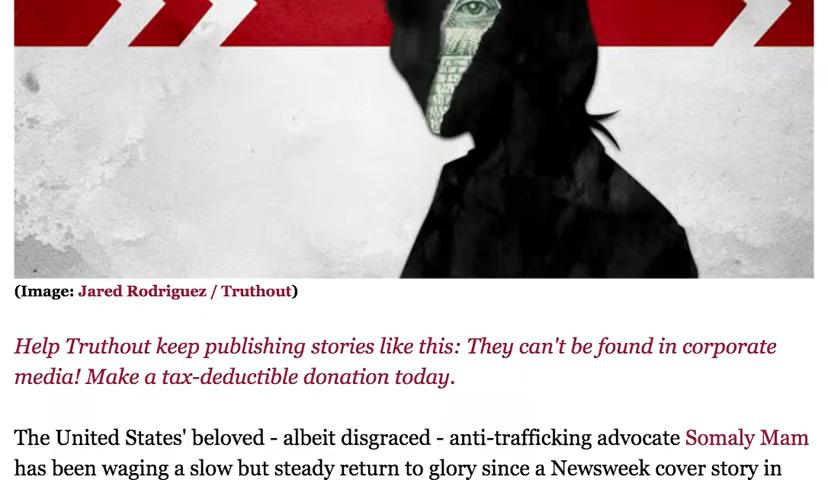 (Image: Jared Rodriguez / Truthout)
Help Truthout keep publishing stories like this: They can't be found in corporate
media! Make a tax-deductible donation today.
The United States' beloved - albeit disgraced - anti-trafficking advocate Somaly Mam
has been waging a slow but steady return to glory since a Newsweek cover story in